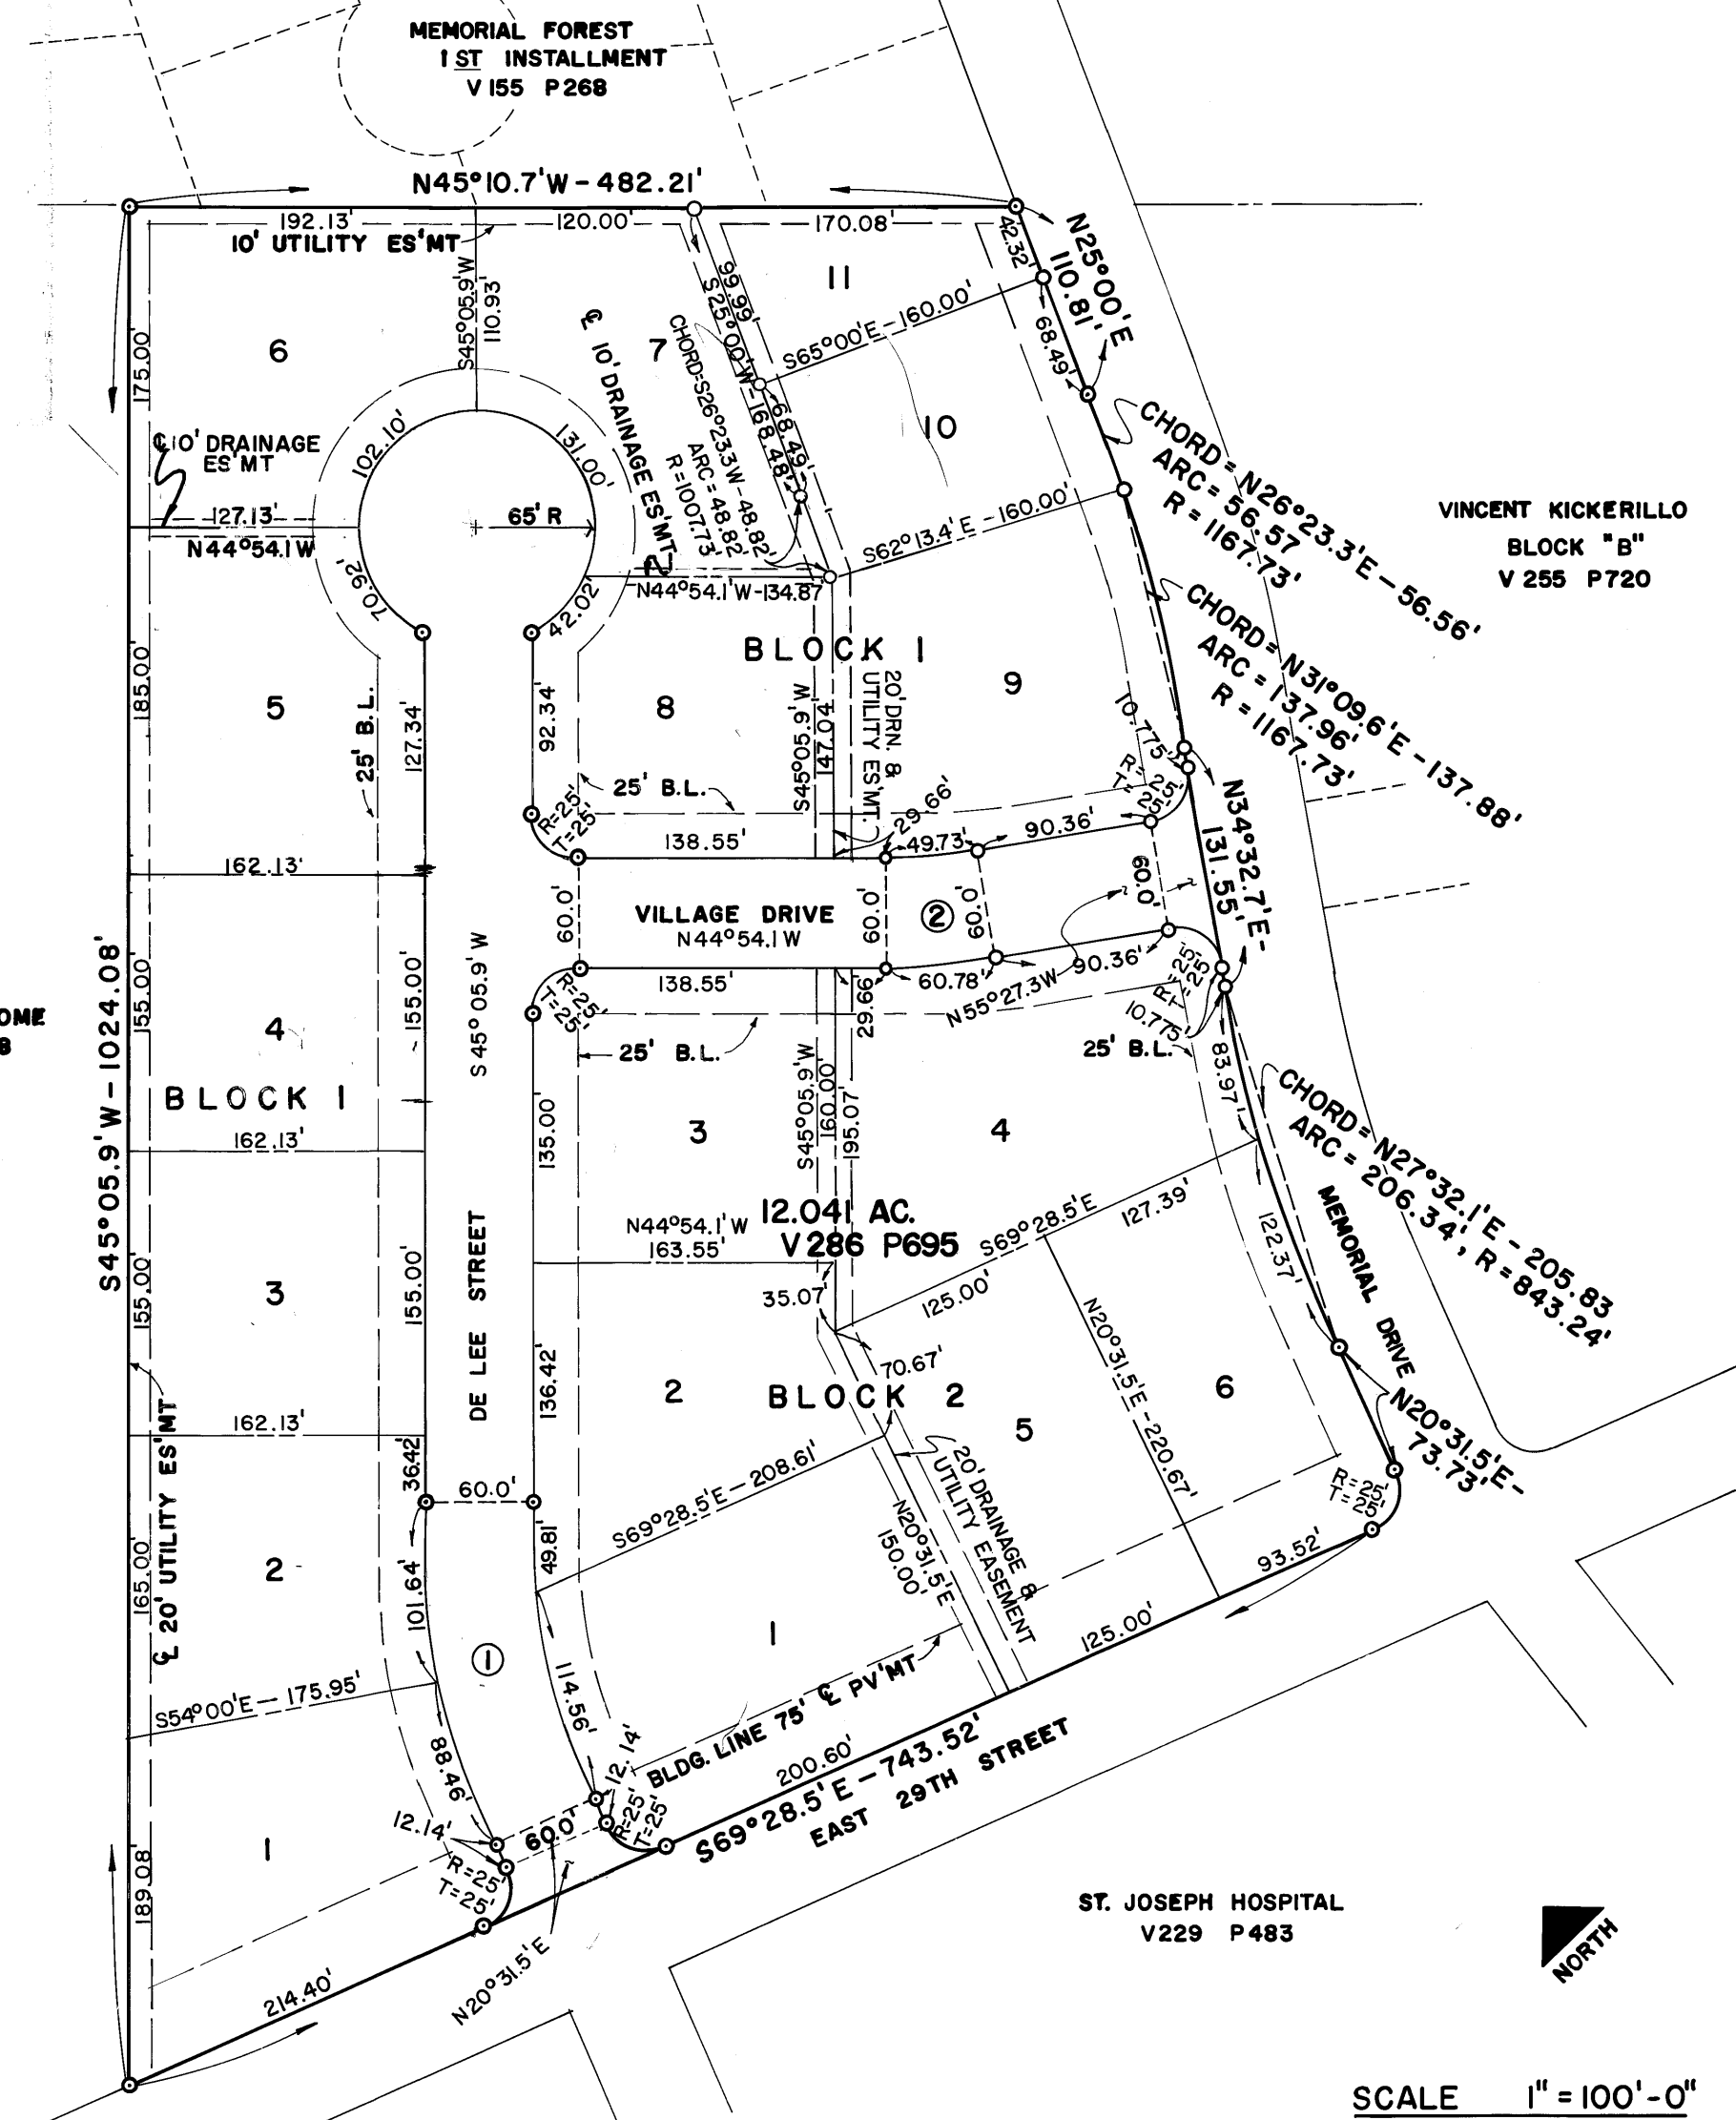 MEMORIAL FOREST
1 ST INSTALLMENT
V 155 P 268
N45°10.7'W - 482.21'
192.13'
120.00'
170.08'
10' UTILITY ES'MT
S45°05.9'W
110.93'
42.32'
N25°00'E
110.81'
68.49'
11
99.99'
S25°00'W-168.48'
68.49'
S65°00'E-160.00'
175.00
6
7
℄ 10' DRAINAGE ES'MT
CHORD=S26°23.3W-48.82'
ARC=48.82'
R=1007.73'
10
℄10' DRAINAGE
ES'MT
102.10'
131.00'
127.13'
N44°54.1W
65' R
70.92'
42.02'
S62°13.4'E-160.00'
N44°54.1'W-134.87'
CHORD = N26°23.3'E - 56.56'
ARC = 56.57
R = 1167.73'
VINCENT KICKERILLO
BLOCK "B"
V 255 P720
CHORD = N31°09.6'E - 137.88'
ARC = 137.96'
R = 1167.73'
BLOCK 1
5
185.00'
25' B.L.
127.34'
92.34'
8
S45°05.9'W
147.04'
20' DRN. &
UTILITY ES'MT.
9
10.775'
R= 25'
T= 25'
25' B.L.
R=25'
T=25'
138.55'
29.66'
49.73'
90.36'
N34°32.7'E-
131.55'
162.13'
60.0'
VILLAGE DRIVE
N44°54.1W
60.0'
2
60.0'
60.0'
S45°05.9'W-1024.08'
155.00'
4
155.00'
S 45°05.9'W
138.55'
R=25'
T=25'
29.66'
60.78'
90.36'
N55°27.3W
R=25'
T=25'
10.775'
25' B.L.
25' B.L.
OME
8
BLOCK 1
162.13'
135.00'
3
S45°05.9'W
160.00'
195.07'
4
83.97'
CHORD = N27°32.1'E - 205.83
ARC = 206.34', R = 843.24'
12.041 AC.
V 286 P695
N44°54.1'W
163.55'
35.07'
S69°28.5'E
127.39'
125.00'
122.37'
MEMORIAL DRIVE
155.00'
3
155.00'
DE LEE STREET
136.42'
2
BLOCK 2
70.67'
5
N20°31.5'E-220.67'
6
N20°31.5'E-
73.73'
R=25'
T=25'
162.13'
36.42'
60.0'
S69°28.5'E-208.61'
N20°31.5'E
150.00'
20' DRAINAGE &
UTILITY EASEMENT
93.52'
℄ 20' UTILITY ES'MT
165.00'
2
101.64'
49.81'
1
1
125.00'
S54°00'E-175.95'
88.46'
114.56'
BLDG. LINE 75' ℄ PV'MT
12.14'
R=25'
T=25'
200.60'
S69°28.5'E - 743.52'
EAST 29TH STREET
12.14'
60.0'
R=25'
T=25'
1
189.08
214.40'
N20°31.5'E
ST. JOSEPH HOSPITAL
V229 P483
NORTH
SCALE 1" = 100'-0"